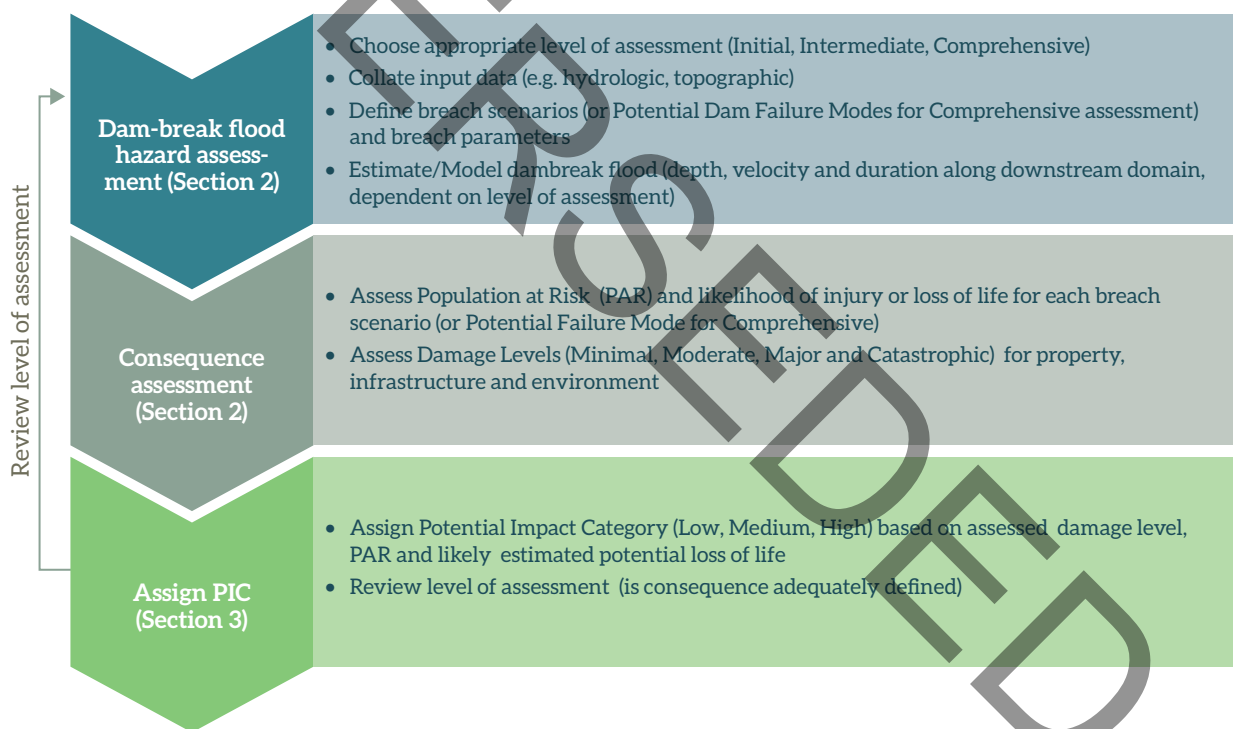 Review level of assessment
Dam-break flood
hazard assess-
ment (Section 2)
• Choose appropriate level of assessment (Initial, Intermediate, Comprehensive)
• Collate input data (e.g. hydrologic, topographic)
• Define breach scenarios (or Potential Dam Failure Modes for Comprehensive assessment)
and breach parameters
• Estimate/Model dambreak flood (depth, velocity and duration along downstream domain,
dependent on level of assessment)
Consequence
assessment
(Section 2)
• Assess Population at Risk (PAR) and likelihood of injury or loss of life for each breach
scenario (or Potential Failure Mode for Comprehensive)
• Assess Damage Levels (Minimal, Moderate, Major and Catastrophic) for property,
infrastructure and environment
Assign PIC
(Section 3)
• Assign Potential Impact Category (Low, Medium, High) based on assessed damage level,
PAR and likely estimated potential loss of life
• Review level of assessment (is consequence adequately defined)
ERSEDED